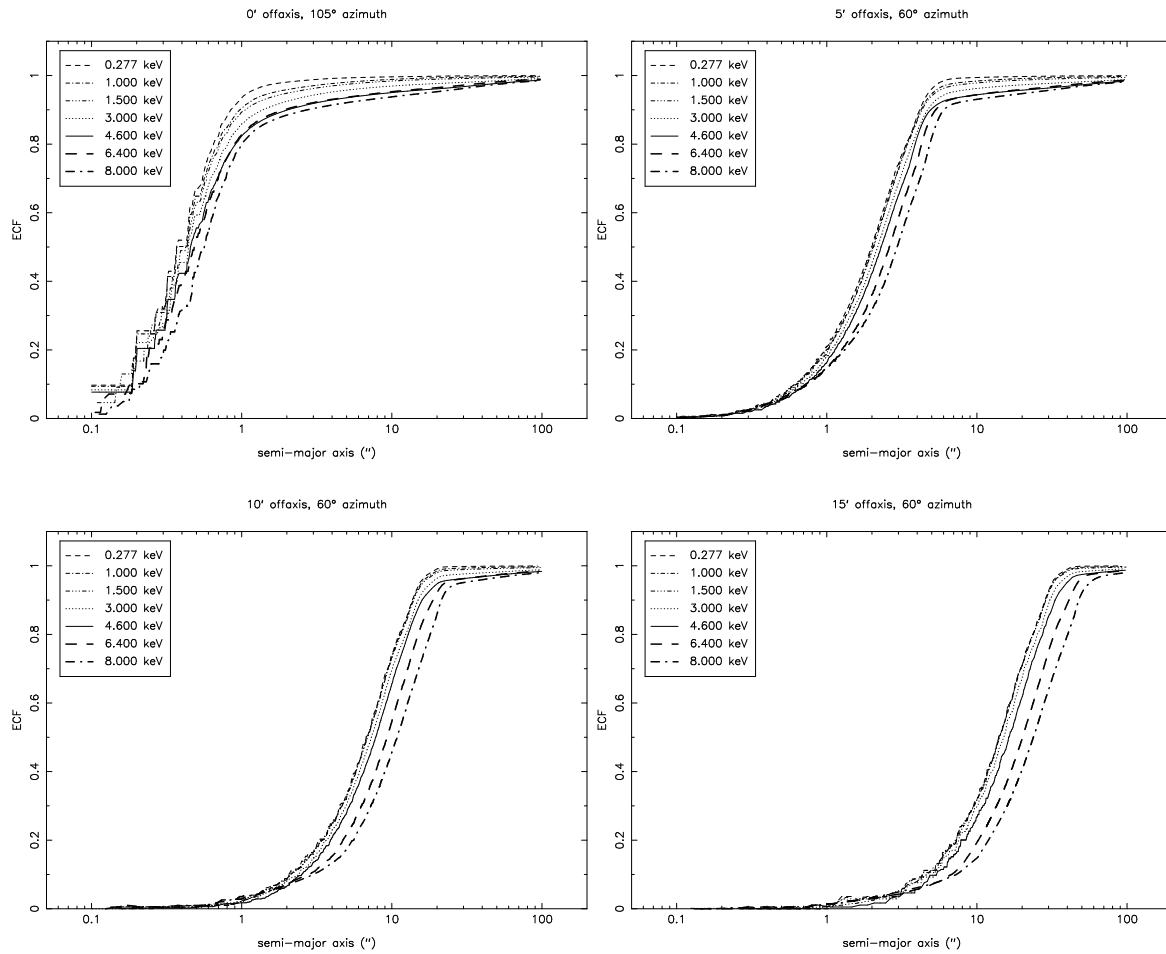 0' offaxis, 105° azimuth
0.277 keV
1.000 keV
1.500 keV
3.000 keV
4.600 keV
6.400 keV
8.000 keV
ECF
0
0.2
0.4
0.6
0.8
1
0.1
1
10
100
semi-major axis ('')
5' offaxis, 60° azimuth
0.277 keV
1.000 keV
1.500 keV
3.000 keV
4.600 keV
6.400 keV
8.000 keV
ECF
0
0.2
0.4
0.6
0.8
1
0.1
1
10
100
semi-major axis ('')
10' offaxis, 60° azimuth
0.277 keV
1.000 keV
1.500 keV
3.000 keV
4.600 keV
6.400 keV
8.000 keV
ECF
0
0.2
0.4
0.6
0.8
1
0.1
1
10
100
semi-major axis ('')
15' offaxis, 60° azimuth
0.277 keV
1.000 keV
1.500 keV
3.000 keV
4.600 keV
6.400 keV
8.000 keV
ECF
0
0.2
0.4
0.6
0.8
1
0.1
1
10
100
semi-major axis ('')